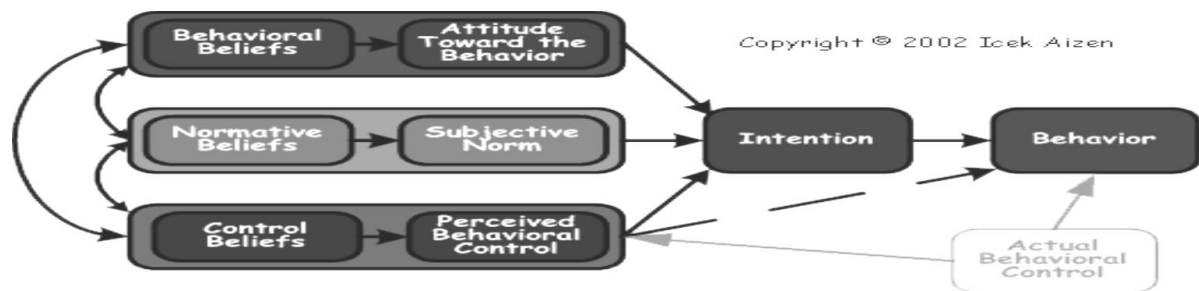 Behavioral
Beliefs
Attitude
Toward the
Behavior
Copyright © 2002 Icek Aizen
Normative
Beliefs
Subjective
Norm
Intention
Behavior
Control
Beliefs
Perceived
Behavioral
Control
Actual
Behavioral
Control